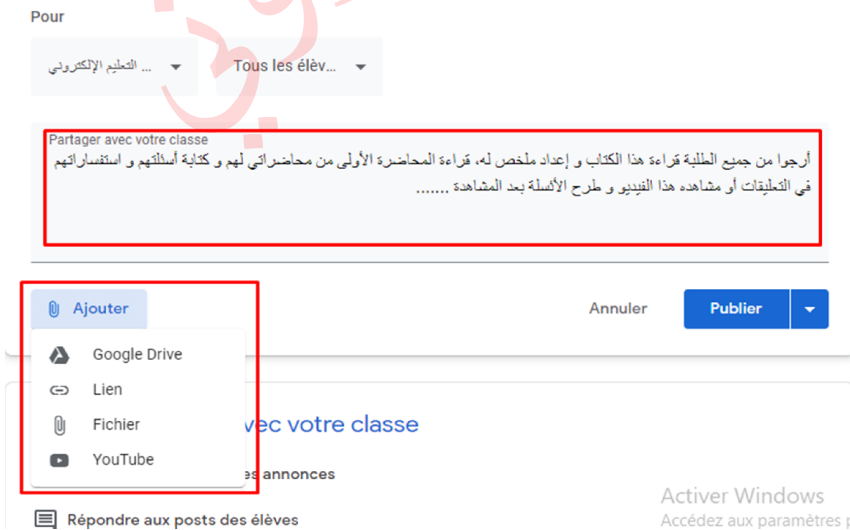 Pour
التعليم الإلكتروني ...
Tous les élèv...
Partager avec votre classe
أرجوا من جميع الطلبة قراءة هذا الكتاب و إعداد ملخص له، قراءة المحاضرة الأولى من محاضراتي لهم و كتابة أسئلتهم و استفساراتهم
في التعليقات أو مشاهده هذا الفيديو و طرح الأئسلة بعد المشاهدة .......
Ajouter
Annuler
Publier
Google Drive
Lien
Fichier
YouTube
vec votre classe
es annonces
Répondre aux posts des élèves
Activer Windows
Accédez aux paramètres p